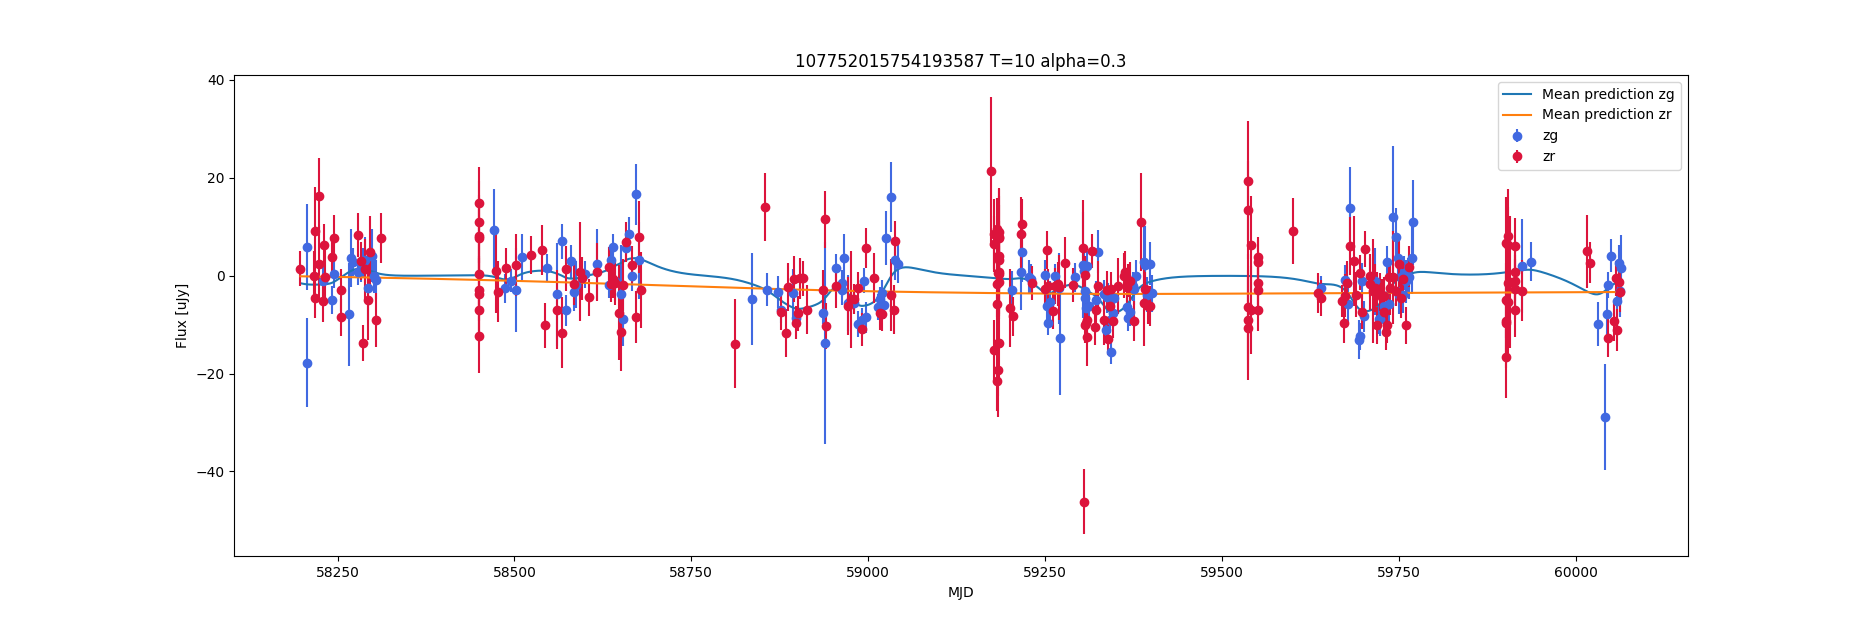 107752015754193587 T=10 alpha=0.3
Mean prediction zg
Mean prediction zr
zg
zr
Flux [uJy]
40
20
0
−20
−40
58250
58500
58750
59000
59250
59500
59750
60000
MJD